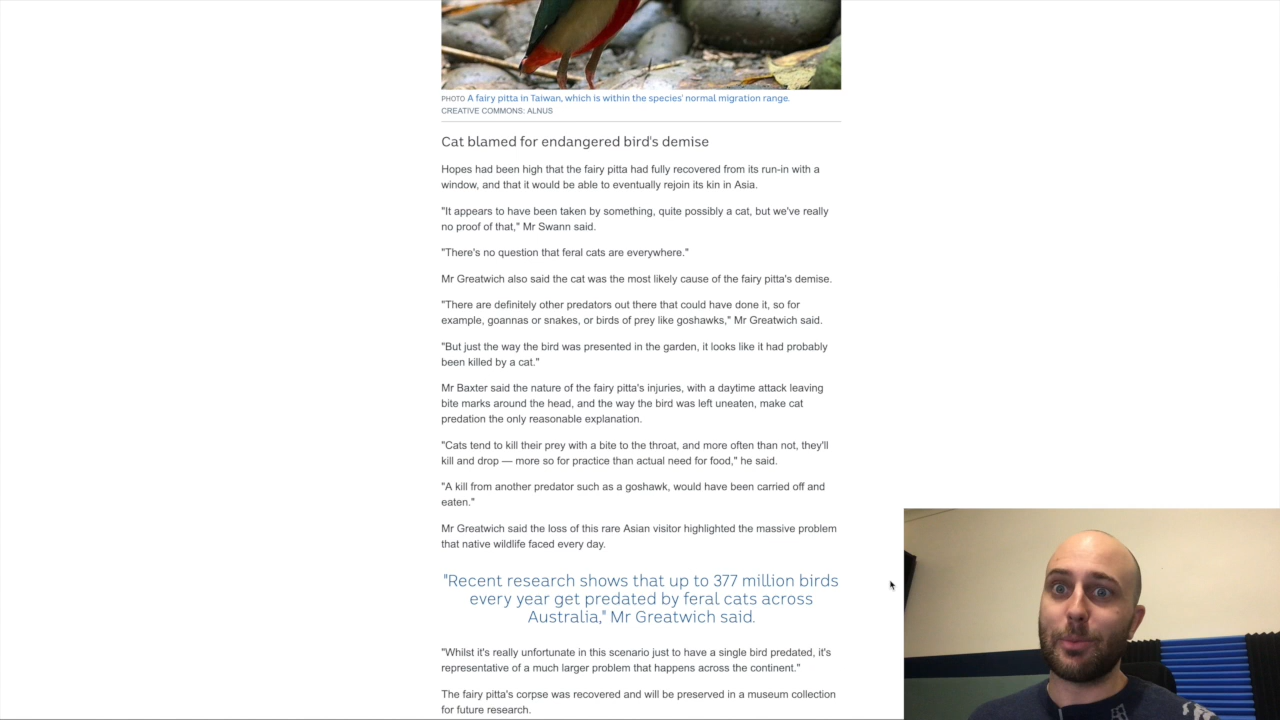 PHOTO A fairy pitta in Taiwan, which is within the species' normal migration range.
CREATIVE COMMONS: ALNUS
Cat blamed for endangered bird's demise
Hopes had been high that the fairy pitta had fully recovered from its run-in with a
window, and that it would be able to eventually rejoin its kin in Asia.
"It appears to have been taken by something, quite possibly a cat, but we've really
no proof of that," Mr Swann said.
"There's no question that feral cats are everywhere."
Mr Greatwich also said the cat was the most likely cause of the fairy pitta's demise.
"There are definitely other predators out there that could have done it, so for
example, goannas or snakes, or birds of prey like goshawks," Mr Greatwich said.
"But just the way the bird was presented in the garden, it looks like it had probably
been killed by a cat."
Mr Baxter said the nature of the fairy pitta's injuries, with a daytime attack leaving
bite marks around the head, and the way the bird was left uneaten, make cat
predation the only reasonable explanation.
"Cats tend to kill their prey with a bite to the throat, and more often than not, they'll
kill and drop — more so for practice than actual need for food," he said.
"A kill from another predator such as a goshawk, would have been carried off and
eaten."
Mr Greatwich said the loss of this rare Asian visitor highlighted the massive problem
that native wildlife faced every day.
"Recent research shows that up to 377 million birds
every year get predated by feral cats across
Australia," Mr Greatwich said.
"Whilst it's really unfortunate in this scenario just to have a single bird predated, it's
representative of a much larger problem that happens across the continent."
The fairy pitta's corpse was recovered and will be preserved in a museum collection
for future research.